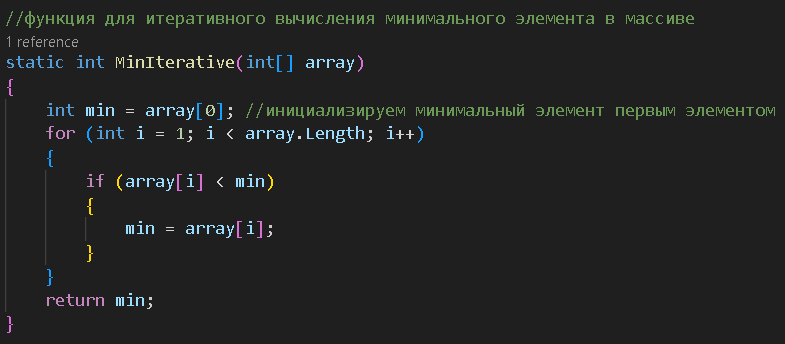 //функция для итеративного вычисления минимального элемента в массиве
1 reference
static int MinIterative(int[] array)
{
    int min = array[0]; //инициализируем минимальный элемент первым элементом
    for (int i = 1; i < array.Length; i++)
    {
        if (array[i] < min)
        {
            min = array[i];
        }
    }
    return min;
}